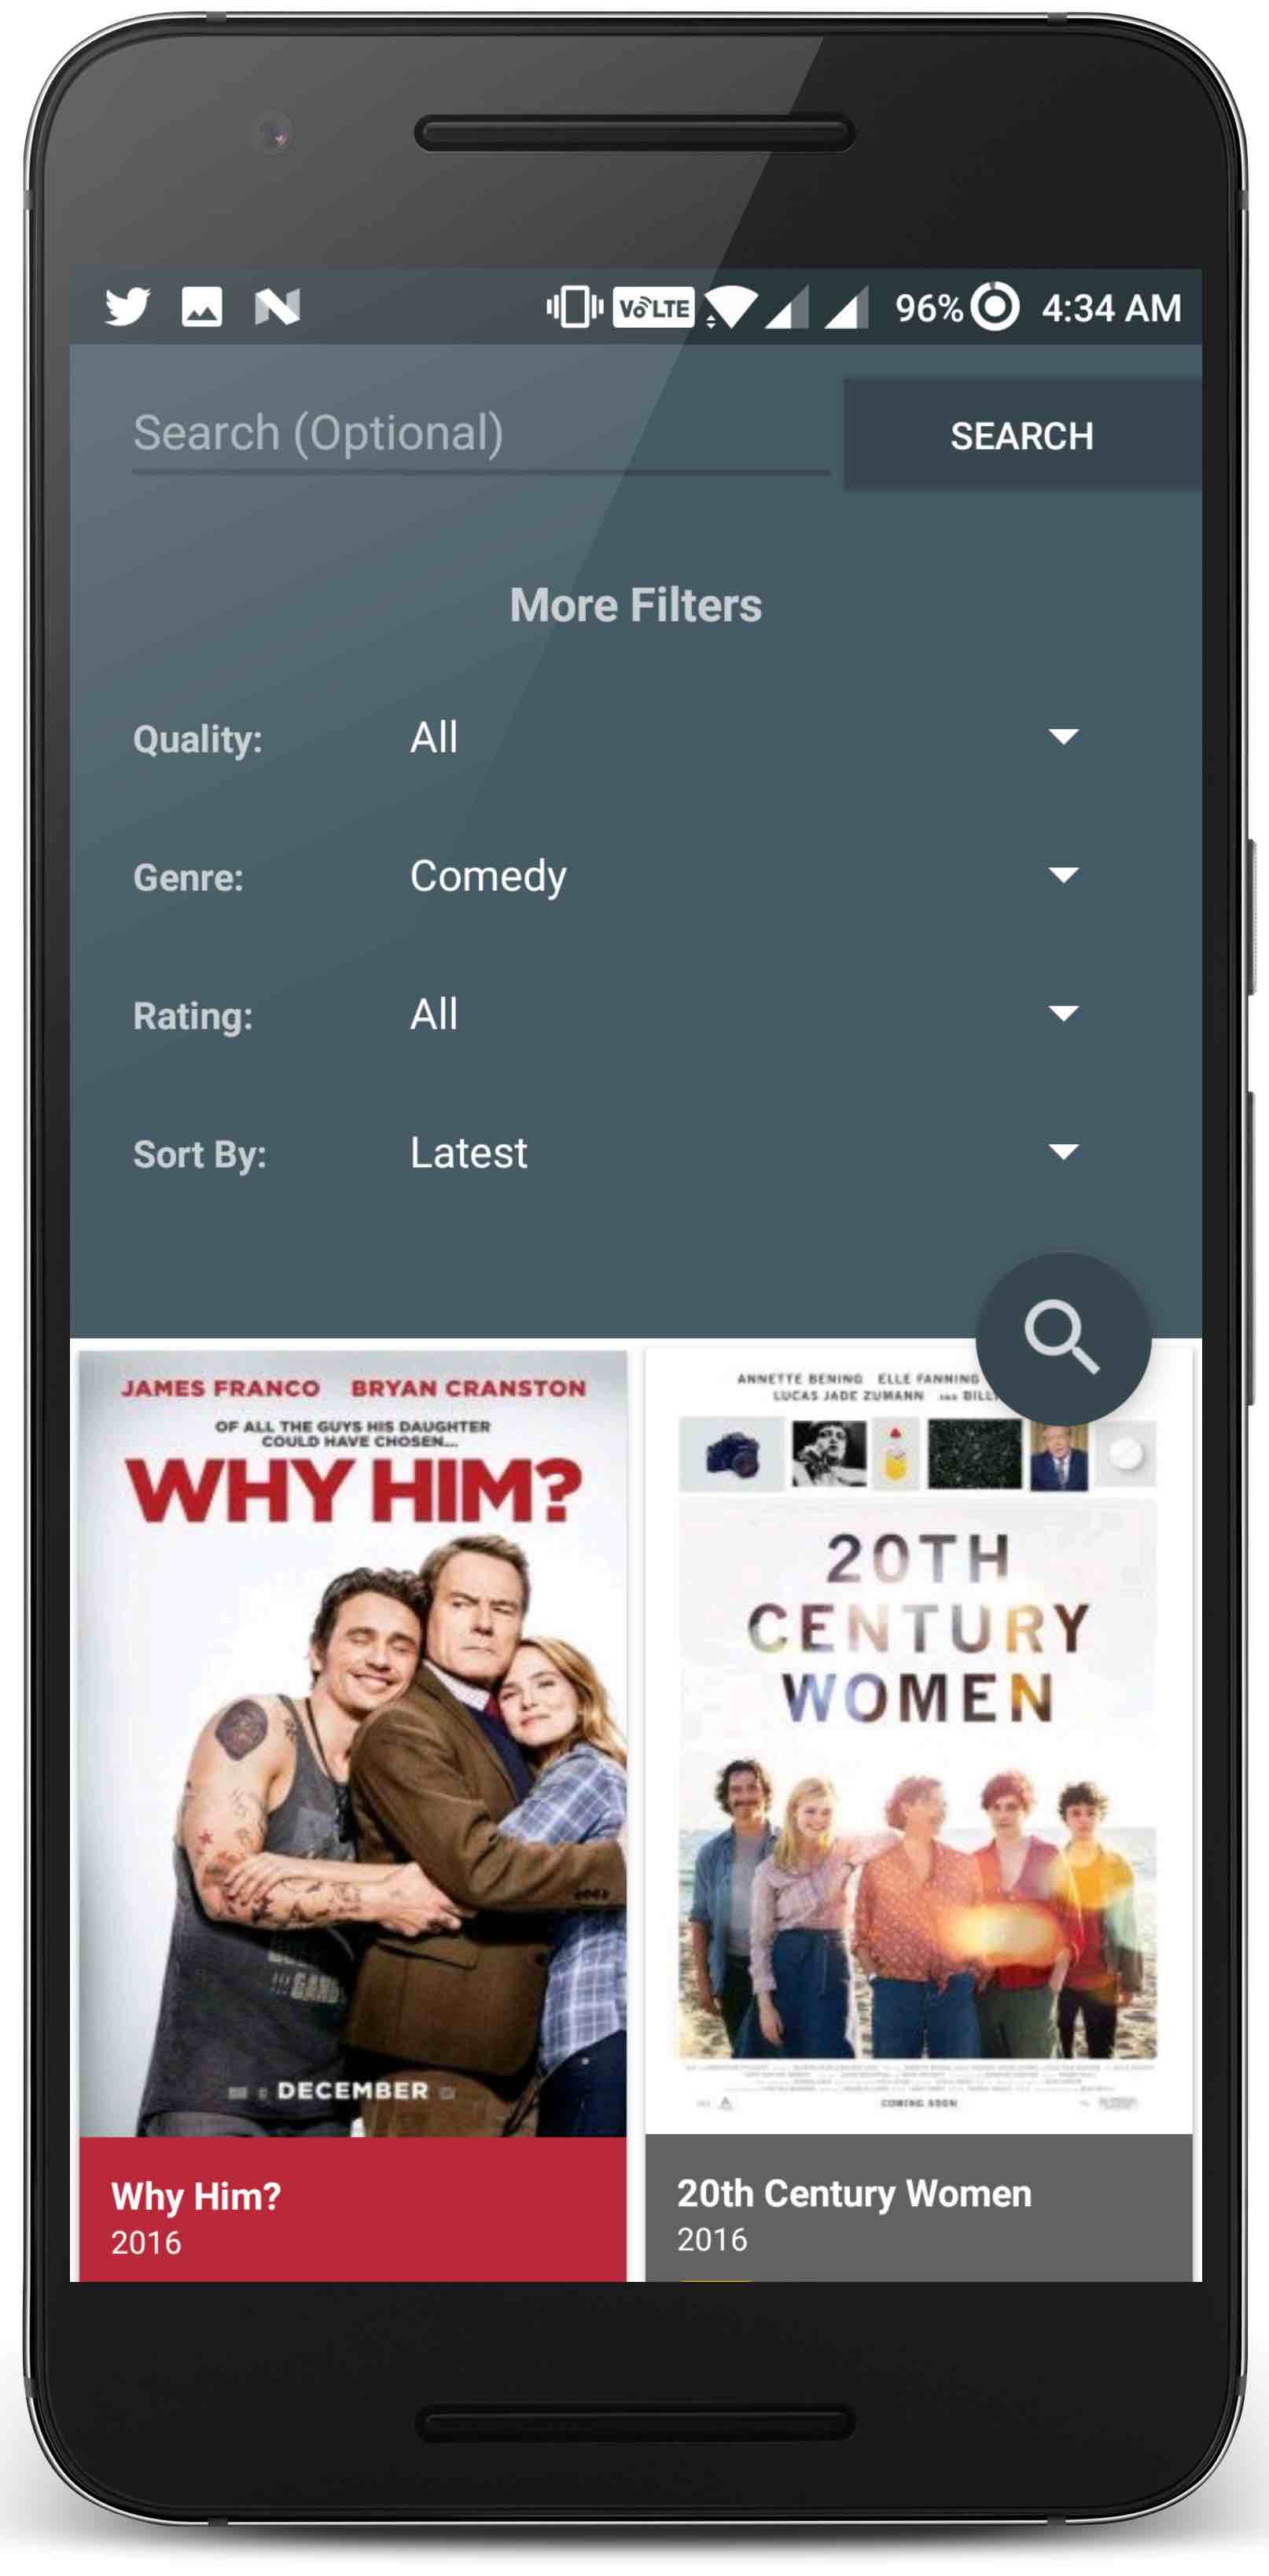 VoLTE 96% 4:34 AM
Search (Optional)
SEARCH
More Filters
Quality: All
Genre: Comedy
Rating: All
Sort By: Latest
JAMES FRANCO BRYAN CRANSTON
OF ALL THE GUYS HIS DAUGHTER
COULD HAVE CHOSEN...
WHY HIM?
DECEMBER
Why Him?
2016
ANNETTE BENING ELLE FANNING
LUCAS JADE ZUMANN AND BILL
20TH
CENTURY
WOMEN
COMING SOON
20th Century Women
2016